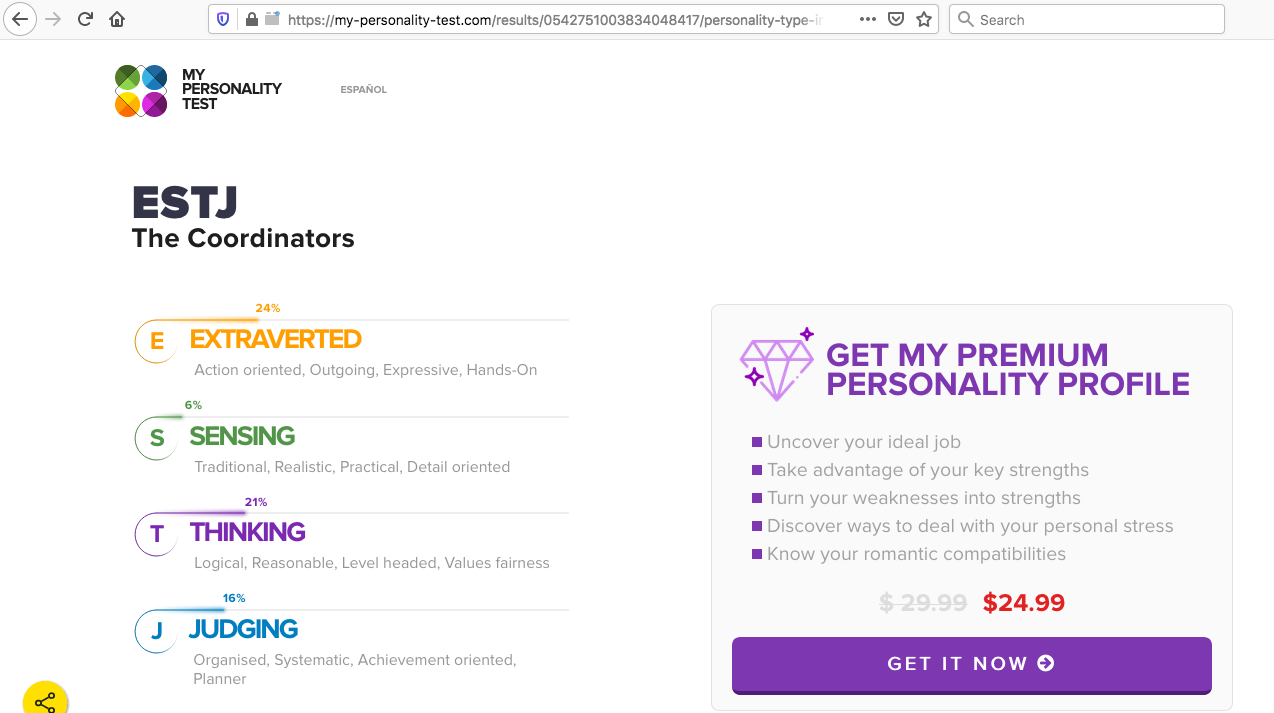 https://my-personality-test.com/results/0542751003834048417/personality-type-in
Search
MY
PERSONALITY
TEST
ESPAÑOL
ESTJ
The Coordinators
24%
E EXTRAVERTED
Action oriented, Outgoing, Expressive, Hands-On
6%
S SENSING
Traditional, Realistic, Practical, Detail oriented
21%
T THINKING
Logical, Reasonable, Level headed, Values fairness
16%
J JUDGING
Organised, Systematic, Achievement oriented,
Planner
GET MY PREMIUM
PERSONALITY PROFILE
Uncover your ideal job
Take advantage of your key strengths
Turn your weaknesses into strengths
Discover ways to deal with your personal stress
Know your romantic compatibilities
$ 29.99 $24.99
GET IT NOW